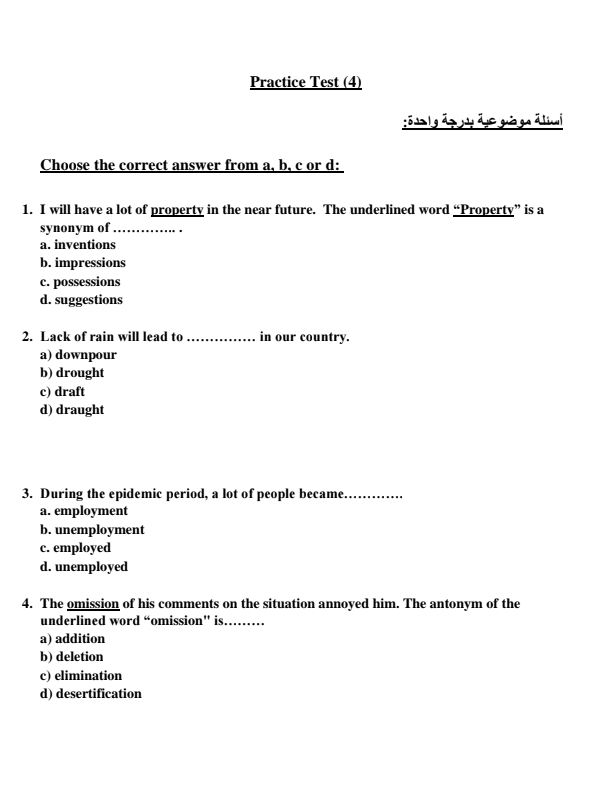 Practice Test (4)
أسئلة موضوعية بدرجة واحدة:
Choose the correct answer from a, b, c or d:
1. I will have a lot of property in the near future. The underlined word “Property” is a
synonym of ………….. .
a. inventions
b. impressions
c. possessions
d. suggestions
2. Lack of rain will lead to …………… in our country.
a) downpour
b) drought
c) draft
d) draught
3. During the epidemic period, a lot of people became………….
a. employment
b. unemployment
c. employed
d. unemployed
4. The omission of his comments on the situation annoyed him. The antonym of the
underlined word “omission" is………
a) addition
b) deletion
c) elimination
d) desertification